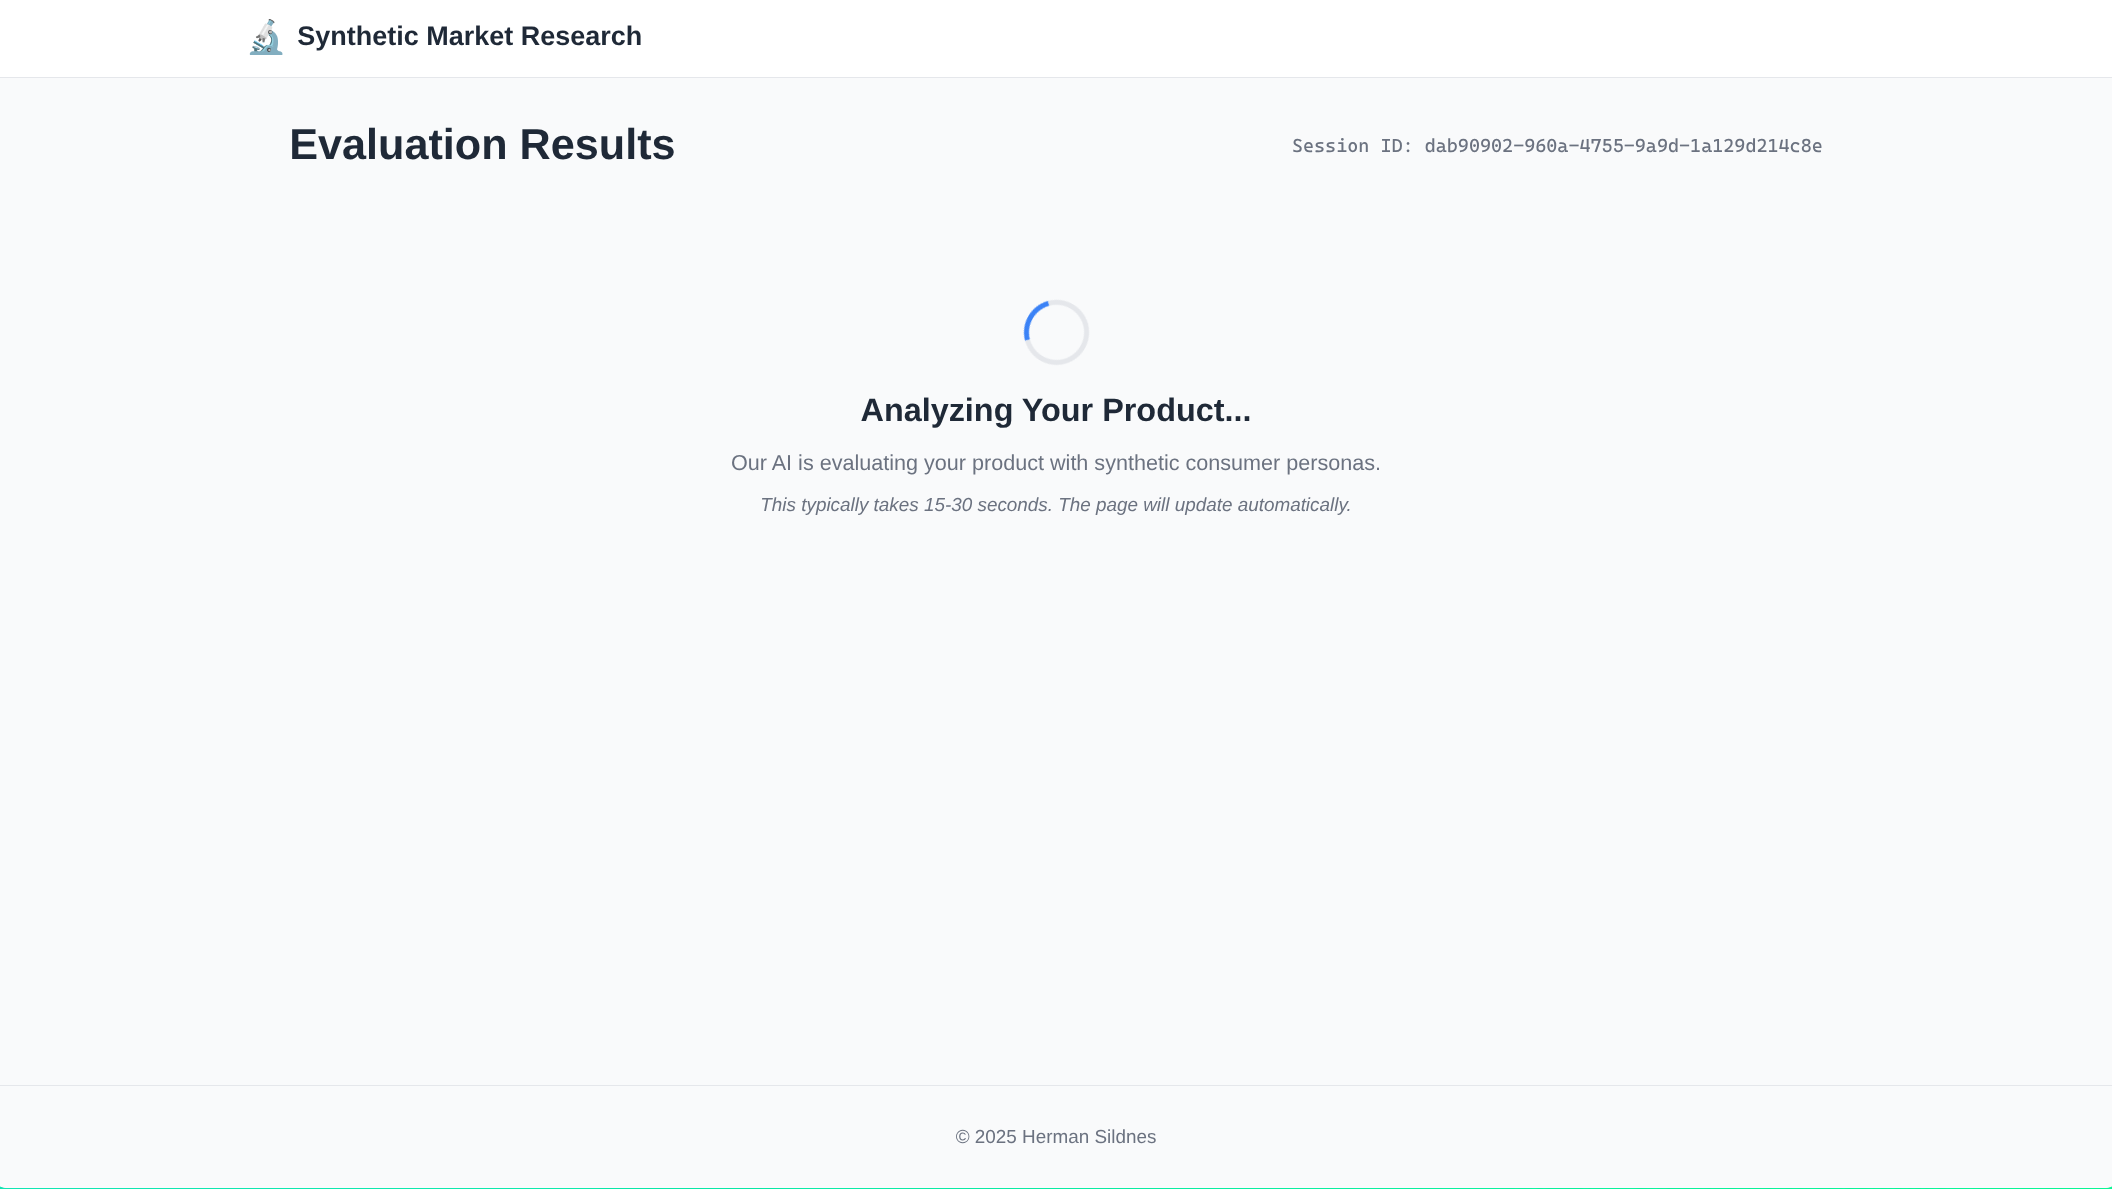 Synthetic Market Research
Evaluation Results
Session ID: dab90902-960a-4755-9a9d-1a129d214c8e
Analyzing Your Product...
Our AI is evaluating your product with synthetic consumer personas.
This typically takes 15-30 seconds. The page will update automatically.
© 2025 Herman Sildnes